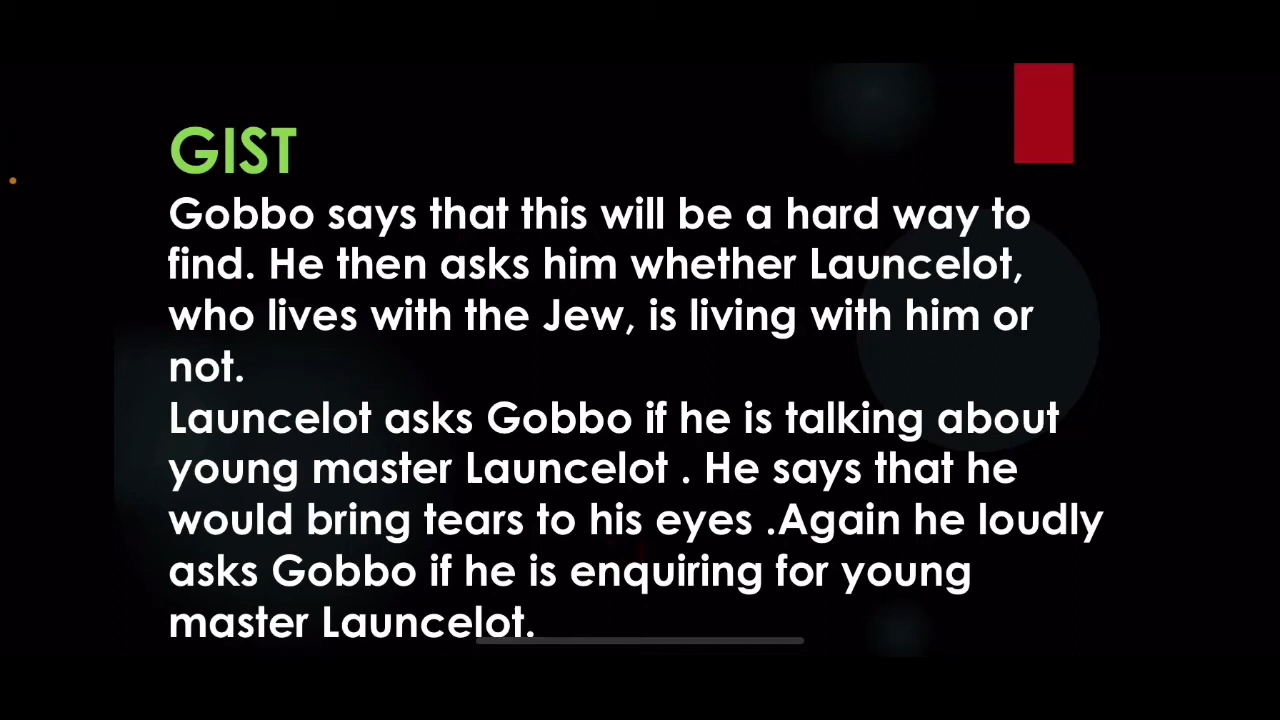 GIST
Gobbo says that this will be a hard way to
find. He then asks him whether Launcelot,
who lives with the Jew, is living with him or
not.
Launcelot asks Gobbo if he is talking about
young master Launcelot . He says that he
would bring tears to his eyes .Again he loudly
asks Gobbo if he is enquiring for young
master Launcelot.